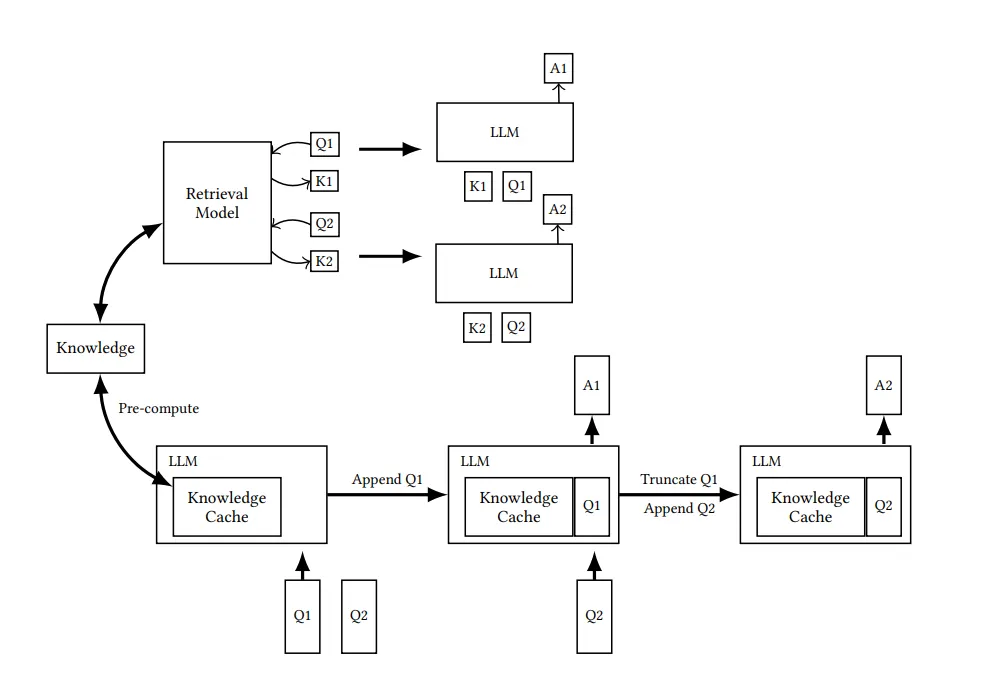 A1
LLM
Q1
K1
Q2
K2
Retrieval
Model
K1 Q1
A2
LLM
K2 Q2
Knowledge
Pre-compute
LLM
Knowledge
Cache
Append Q1
Q1 Q2
A1
LLM
Knowledge
Cache
Q1
Q2
Truncate Q1
Append Q2
A2
LLM
Knowledge
Cache
Q2